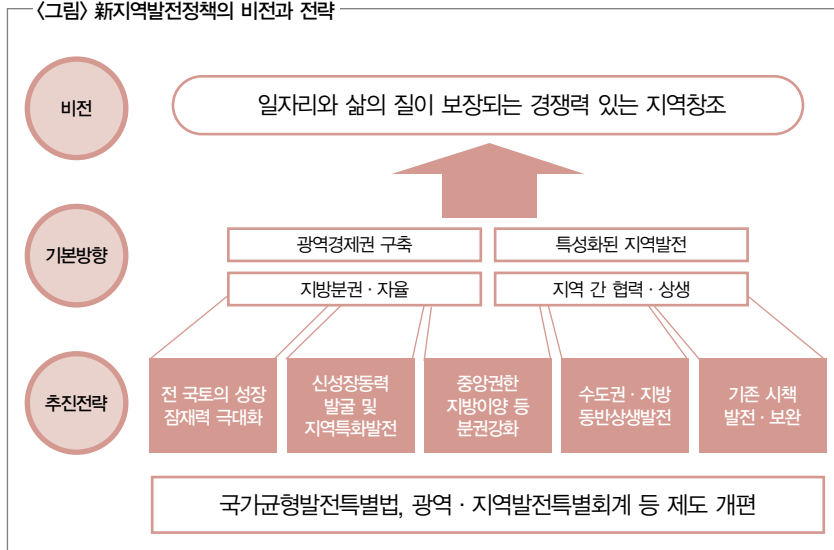 <그림> 新지역발전정책의 비전과 전략
비전
일자리와 삶의 질이 보장되는 경쟁력 있는 지역창조
기본방향
광역경제권 구축
특성화된 지역발전
지방분권 · 자율
지역 간 협력 · 상생
추진전략
전 국토의 성장
잠재력 극대화
신성장동력
발굴 및
지역특화발전
중앙권한
지방이양 등
분권강화
수도권 · 지방
동반상생발전
기존 시책
발전 · 보완
국가균형발전특별법, 광역 · 지역발전특별회계 등 제도 개편